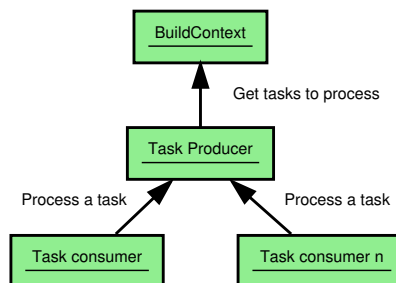 BuildContext
Get tasks to process
Task Producer
Process a task
Process a task
Task consumer
Task consumer n